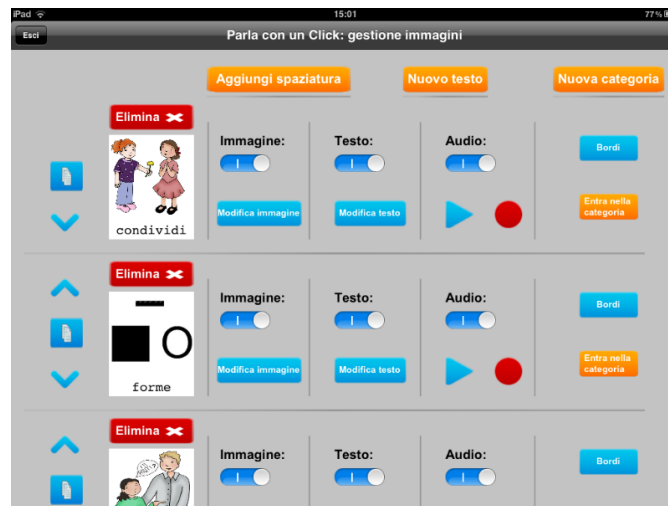 iPad 15:01 77%
Esci Parla con un Click: gestione immagini
Aggiungi spaziatura Nuovo testo Nuova categoria
Elimina
Immagine: Testo: Audio: Bordi
Modifica immagine Modifica testo Entra nella
categoria
condividi
Elimina
Immagine: Testo: Audio: Bordi
Modifica immagine Modifica testo Entra nella
categoria
forme
Elimina
Immagine: Testo: Audio: Bordi